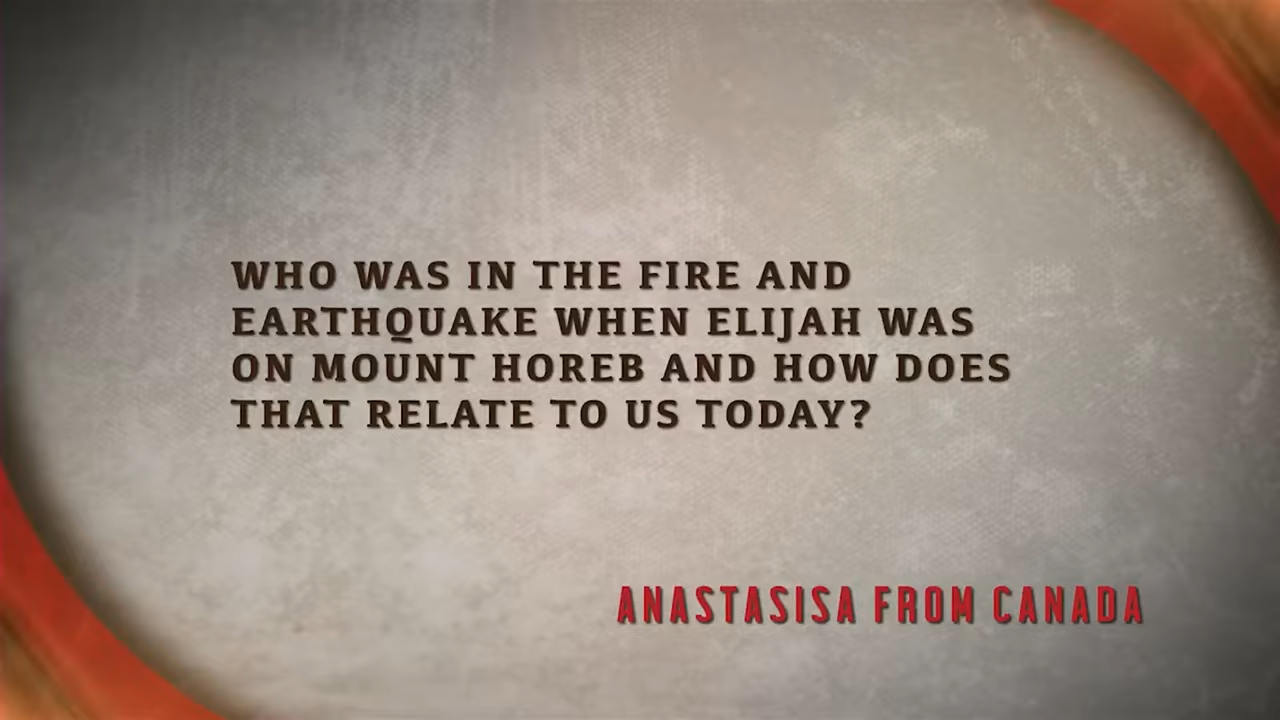 WHO WAS IN THE FIRE AND
EARTHQUAKE WHEN ELIJAH WAS
ON MOUNT HOREB AND HOW DOES
THAT RELATE TO US TODAY?
ANASTASISA FROM CANADA